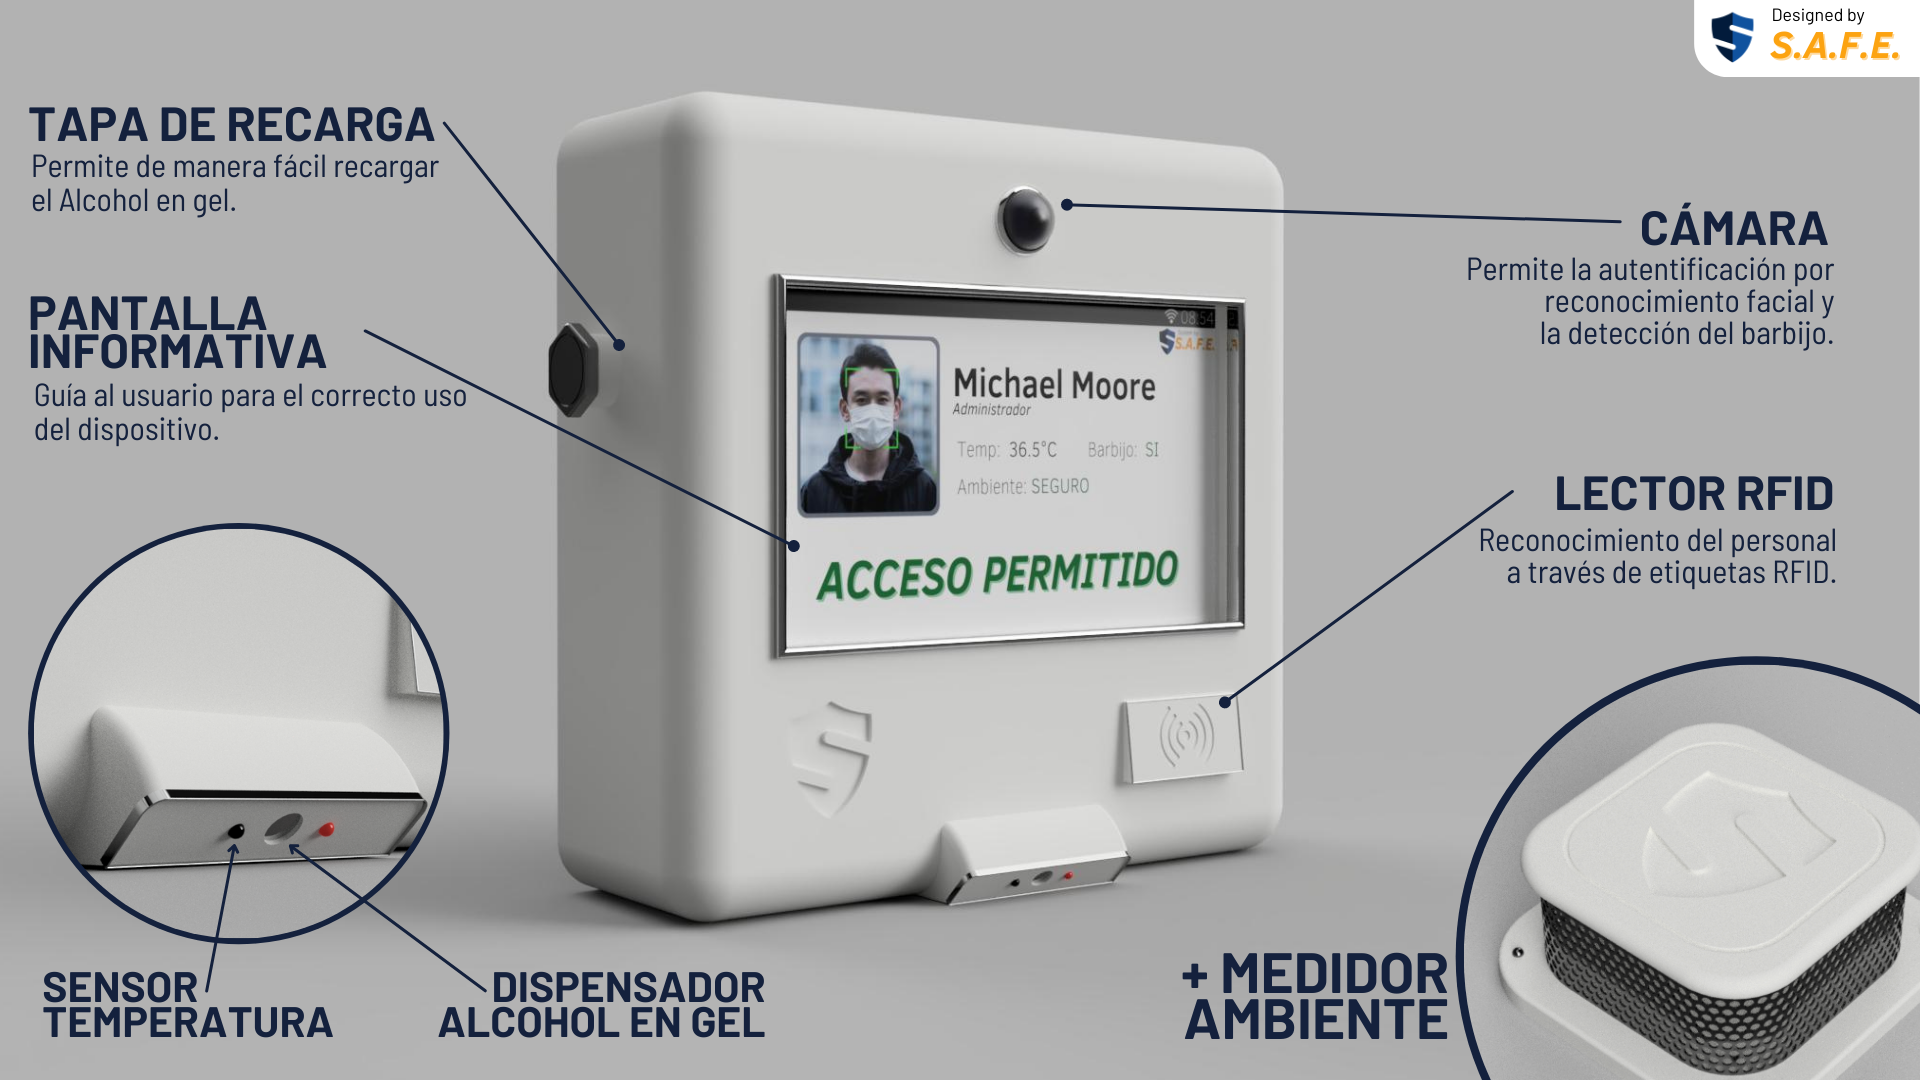 Designed by
S.A.F.E.
TAPA DE RECARGA
Permite de manera fácil recargar
el Alcohol en gel.
PANTALLA
INFORMATIVA
Guía al usuario para el correcto uso
del dispositivo.
CÁMARA
Permite la autentificación por
reconocimiento facial y
la detección del barbijo.
LECTOR RFID
Reconocimiento del personal
a través de etiquetas RFID.
08:54
S.A.F.E.
Michael Moore
Administrador
Temp: 36.5°C Barbijo: SI
Ambiente: SEGURO
ACCESO PERMITIDO
SENSOR
TEMPERATURA
DISPENSADOR
ALCOHOL EN GEL
+ MEDIDOR
AMBIENTE